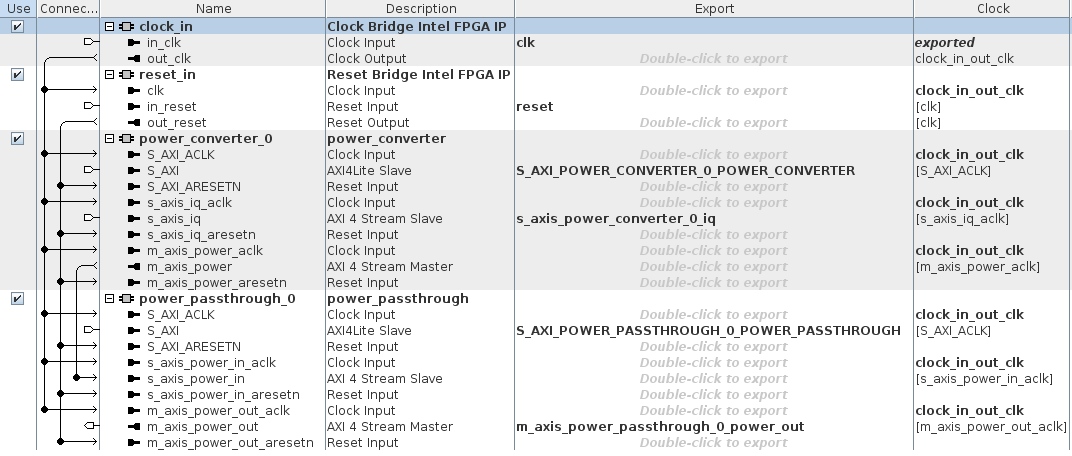 Use Connec... Name Description Export Clock
clock_in Clock Bridge Intel FPGA IP
in_clk Clock Input clk exported
out_clk Clock Output Double-click to export clock_in_out_clk
reset_in Reset Bridge Intel FPGA IP
clk Clock Input Double-click to export clock_in_out_clk
in_reset Reset Input reset [clk]
out_reset Reset Output Double-click to export [clk]
power_converter_0 power_converter
S_AXI_ACLK Clock Input Double-click to export clock_in_out_clk
S_AXI AXI4Lite Slave S_AXI_POWER_CONVERTER_0_POWER_CONVERTER [S_AXI_ACLK]
S_AXI_ARESETN Reset Input Double-click to export
s_axis_iq_aclk Clock Input Double-click to export clock_in_out_clk
s_axis_iq AXI 4 Stream Slave s_axis_power_converter_0_iq [s_axis_iq_aclk]
s_axis_iq_aresetn Reset Input Double-click to export
m_axis_power_aclk Clock Input Double-click to export clock_in_out_clk
m_axis_power AXI 4 Stream Master Double-click to export [m_axis_power_aclk]
m_axis_power_aresetn Reset Input Double-click to export
power_passthrough_0 power_passthrough
S_AXI_ACLK Clock Input Double-click to export clock_in_out_clk
S_AXI AXI4Lite Slave S_AXI_POWER_PASSTHROUGH_0_POWER_PASSTHROUGH [S_AXI_ACLK]
S_AXI_ARESETN Reset Input Double-click to export
s_axis_power_in_aclk Clock Input Double-click to export clock_in_out_clk
s_axis_power_in AXI 4 Stream Slave Double-click to export [s_axis_power_in_aclk]
s_axis_power_in_aresetn Reset Input Double-click to export
m_axis_power_out_aclk Clock Input Double-click to export clock_in_out_clk
m_axis_power_out AXI 4 Stream Master m_axis_power_passthrough_0_power_out [m_axis_power_out_aclk]
m_axis_power_out_aresetn Reset Input Double-click to export